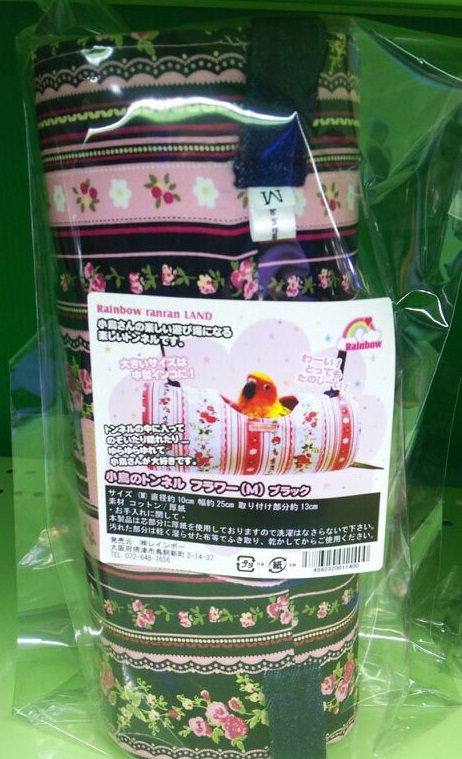 M
Rainbow ranran LAND
小鳥さんの楽しい遊び場になる
楽しいトンネルです。
Rainbow
大きいサイズは
中型インコに!
わーい!
とっても
たのしーい!
トンネルの中に入って
のぞいたり隠れたり…
ゆらゆらゆれて
小鳥さんが大好きです。
小鳥のトンネル フラワー(M) ブラック
サイズ (M) 直径約10cm 幅約25cm 取り付け部分約13cm
素材 コットン/厚紙
・お手入れに関して・
本製品は芯部分に厚紙を使用しておりますので洗濯はなさらないで下さい。
汚れた部分は軽く湿らせた布等でふき取り、乾かしてからご使用ください。
発売元 ㈱レインボー
大阪府摂津市鳥飼新町2-14-37
TEL 072-648-7656
プラ
紙
4582320011400